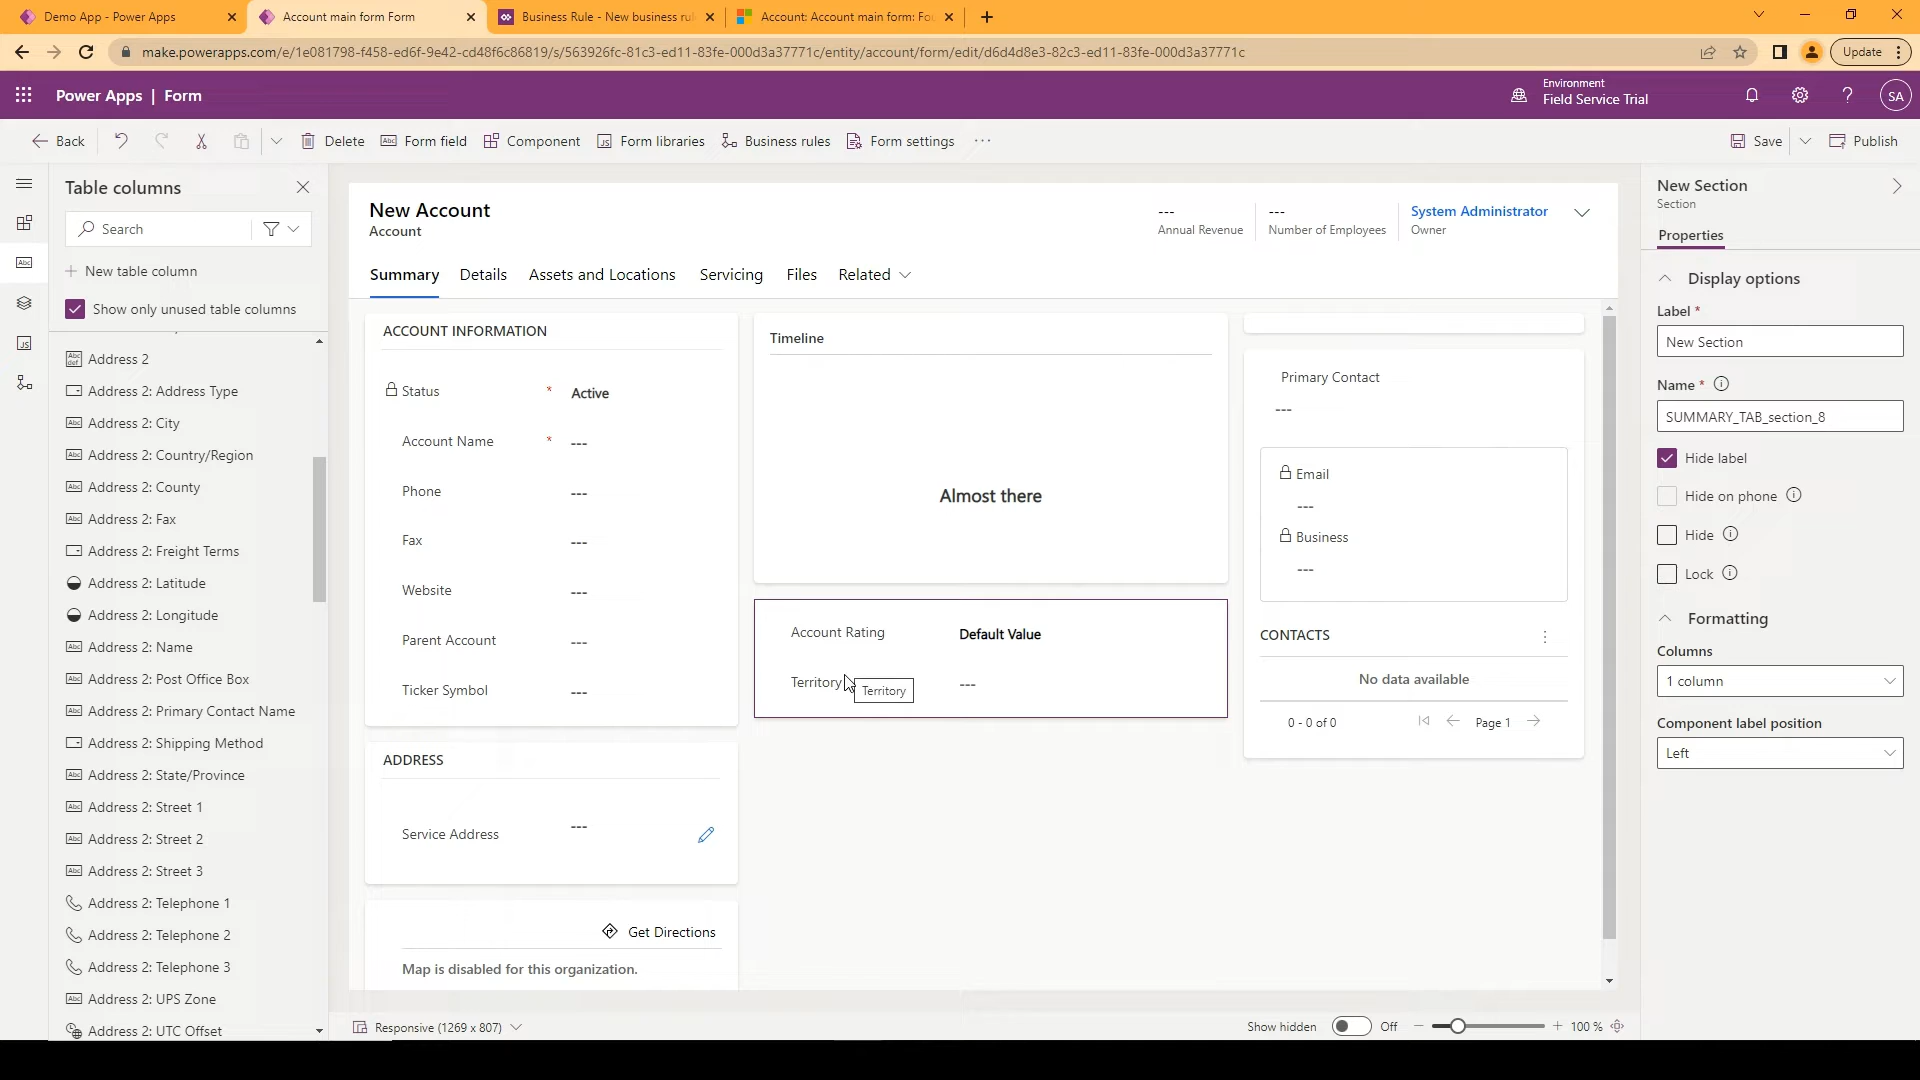 Demo App - Power Apps
Account main form Form
Business Rule - New business ru
Account: Account main form: Fo
make.powerapps.com/e/1e081798-f458-ed6f-9e42-cd48f6c86819/s/563926fc-81c3-ed11-83fe-000d3a37771c/entity/account/form/edit/d6d4d8e3-82c3-ed11-83fe-000d3a37771c
Update
Power Apps | Form
Environment
Field Service Trial
SA
Back
Delete
Form field
Component
Form libraries
Business rules
Form settings
Save
Publish
Table columns
Search
New table column
Show only unused table columns
Address 2
Address 2: Address Type
Address 2: City
Address 2: Country/Region
Address 2: County
Address 2: Fax
Address 2: Freight Terms
Address 2: Latitude
Address 2: Longitude
Address 2: Name
Address 2: Post Office Box
Address 2: Primary Contact Name
Address 2: Shipping Method
Address 2: State/Province
Address 2: Street 1
Address 2: Street 2
Address 2: Street 3
Address 2: Telephone 1
Address 2: Telephone 2
Address 2: Telephone 3
Address 2: UPS Zone
Address 2: UTC Offset
New Account
Account
---
Annual Revenue
---
Number of Employees
System Administrator
Owner
Summary
Details
Assets and Locations
Servicing
Files
Related
ACCOUNT INFORMATION
Status * Active
Account Name * ---
Phone ---
Fax ---
Website ---
Parent Account ---
Ticker Symbol ---
ADDRESS
Service Address ---
Get Directions
Map is disabled for this organization.
Timeline
Almost there
Account Rating Default Value
Territory ---
Territory
Primary Contact
---
Email
---
Business
---
CONTACTS
No data available
0 - 0 of 0
Page 1
Responsive (1269 x 807)
Show hidden
Off
100 %
New Section
Section
Properties
Display options
Label *
New Section
Name *
SUMMARY_TAB_section_8
Hide label
Hide on phone
Hide
Lock
Formatting
Columns
1 column
Component label position
Left